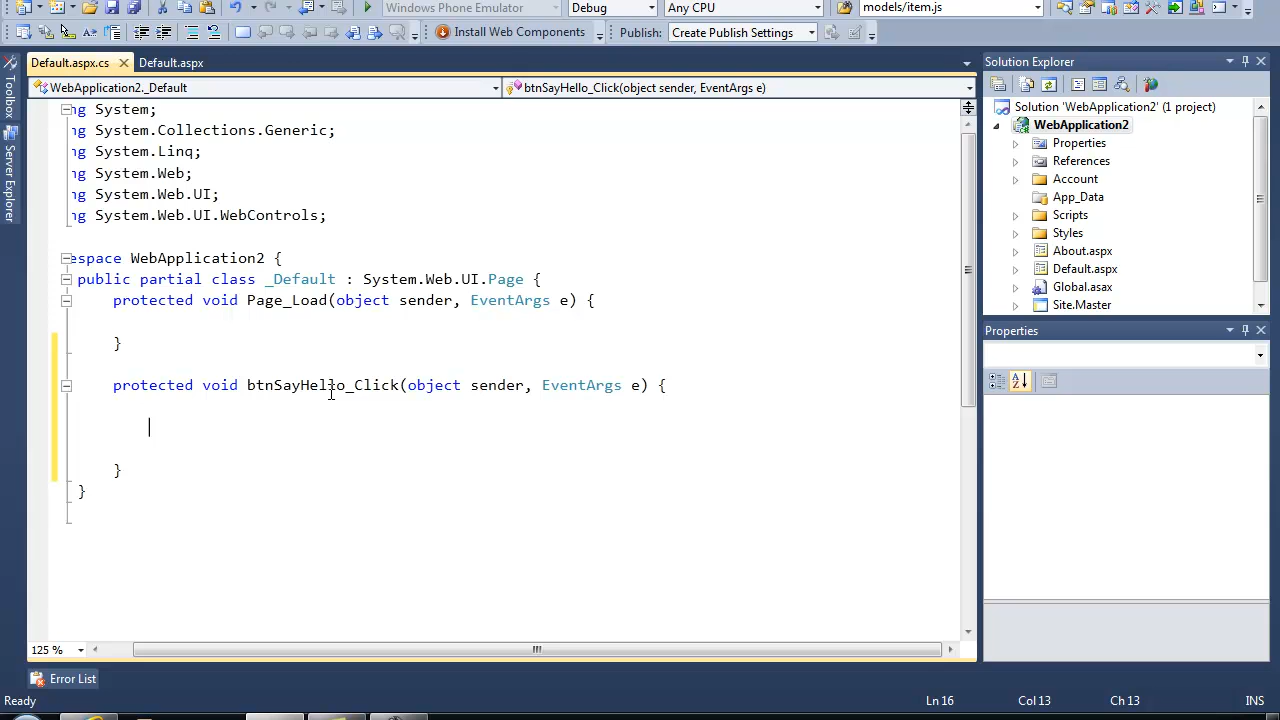 Windows Phone Emulator
Debug
Any CPU
models/item.js
Install Web Components
Publish:
Create Publish Settings
Default.aspx.cs
Default.aspx
WebApplication2._Default
btnSayHello_Click(object sender, EventArgs e)
Toolbox
Server Explorer
ng System;
ng System.Collections.Generic;
ng System.Linq;
ng System.Web;
ng System.Web.UI;
ng System.Web.UI.WebControls;
espace WebApplication2 {
public partial class _Default : System.Web.UI.Page {
protected void Page_Load(object sender, EventArgs e) {
}
protected void btnSayHello_Click(object sender, EventArgs e) {
}
}
125 %
Error List
Solution Explorer
Solution 'WebApplication2' (1 project)
WebApplication2
Properties
References
Account
App_Data
Scripts
Styles
About.aspx
Default.aspx
Global.asax
Site.Master
Properties
Ready
Ln 16
Col 13
Ch 13
INS